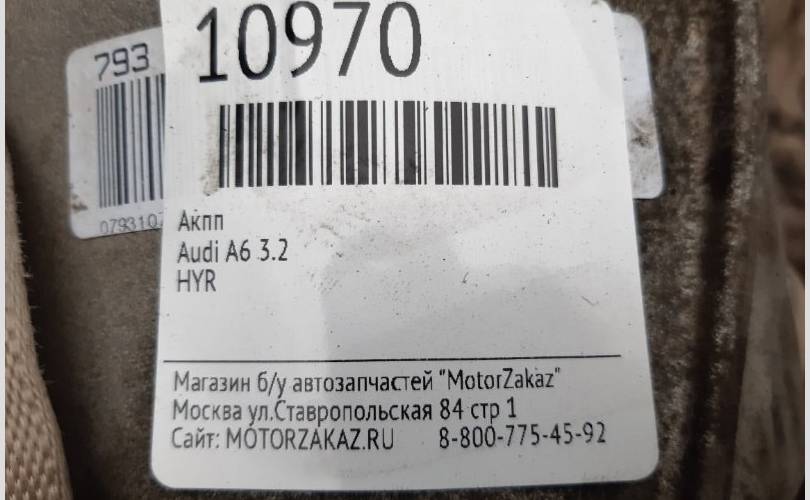 793
10970
Акпп
Audi A6 3.2
HYR
Магазин б/у автозапчастей "MotorZakaz"
Москва ул.Ставропольская 84 стр 1
Сайт: MOTORZAKAZ.RU 8-800-775-45-92